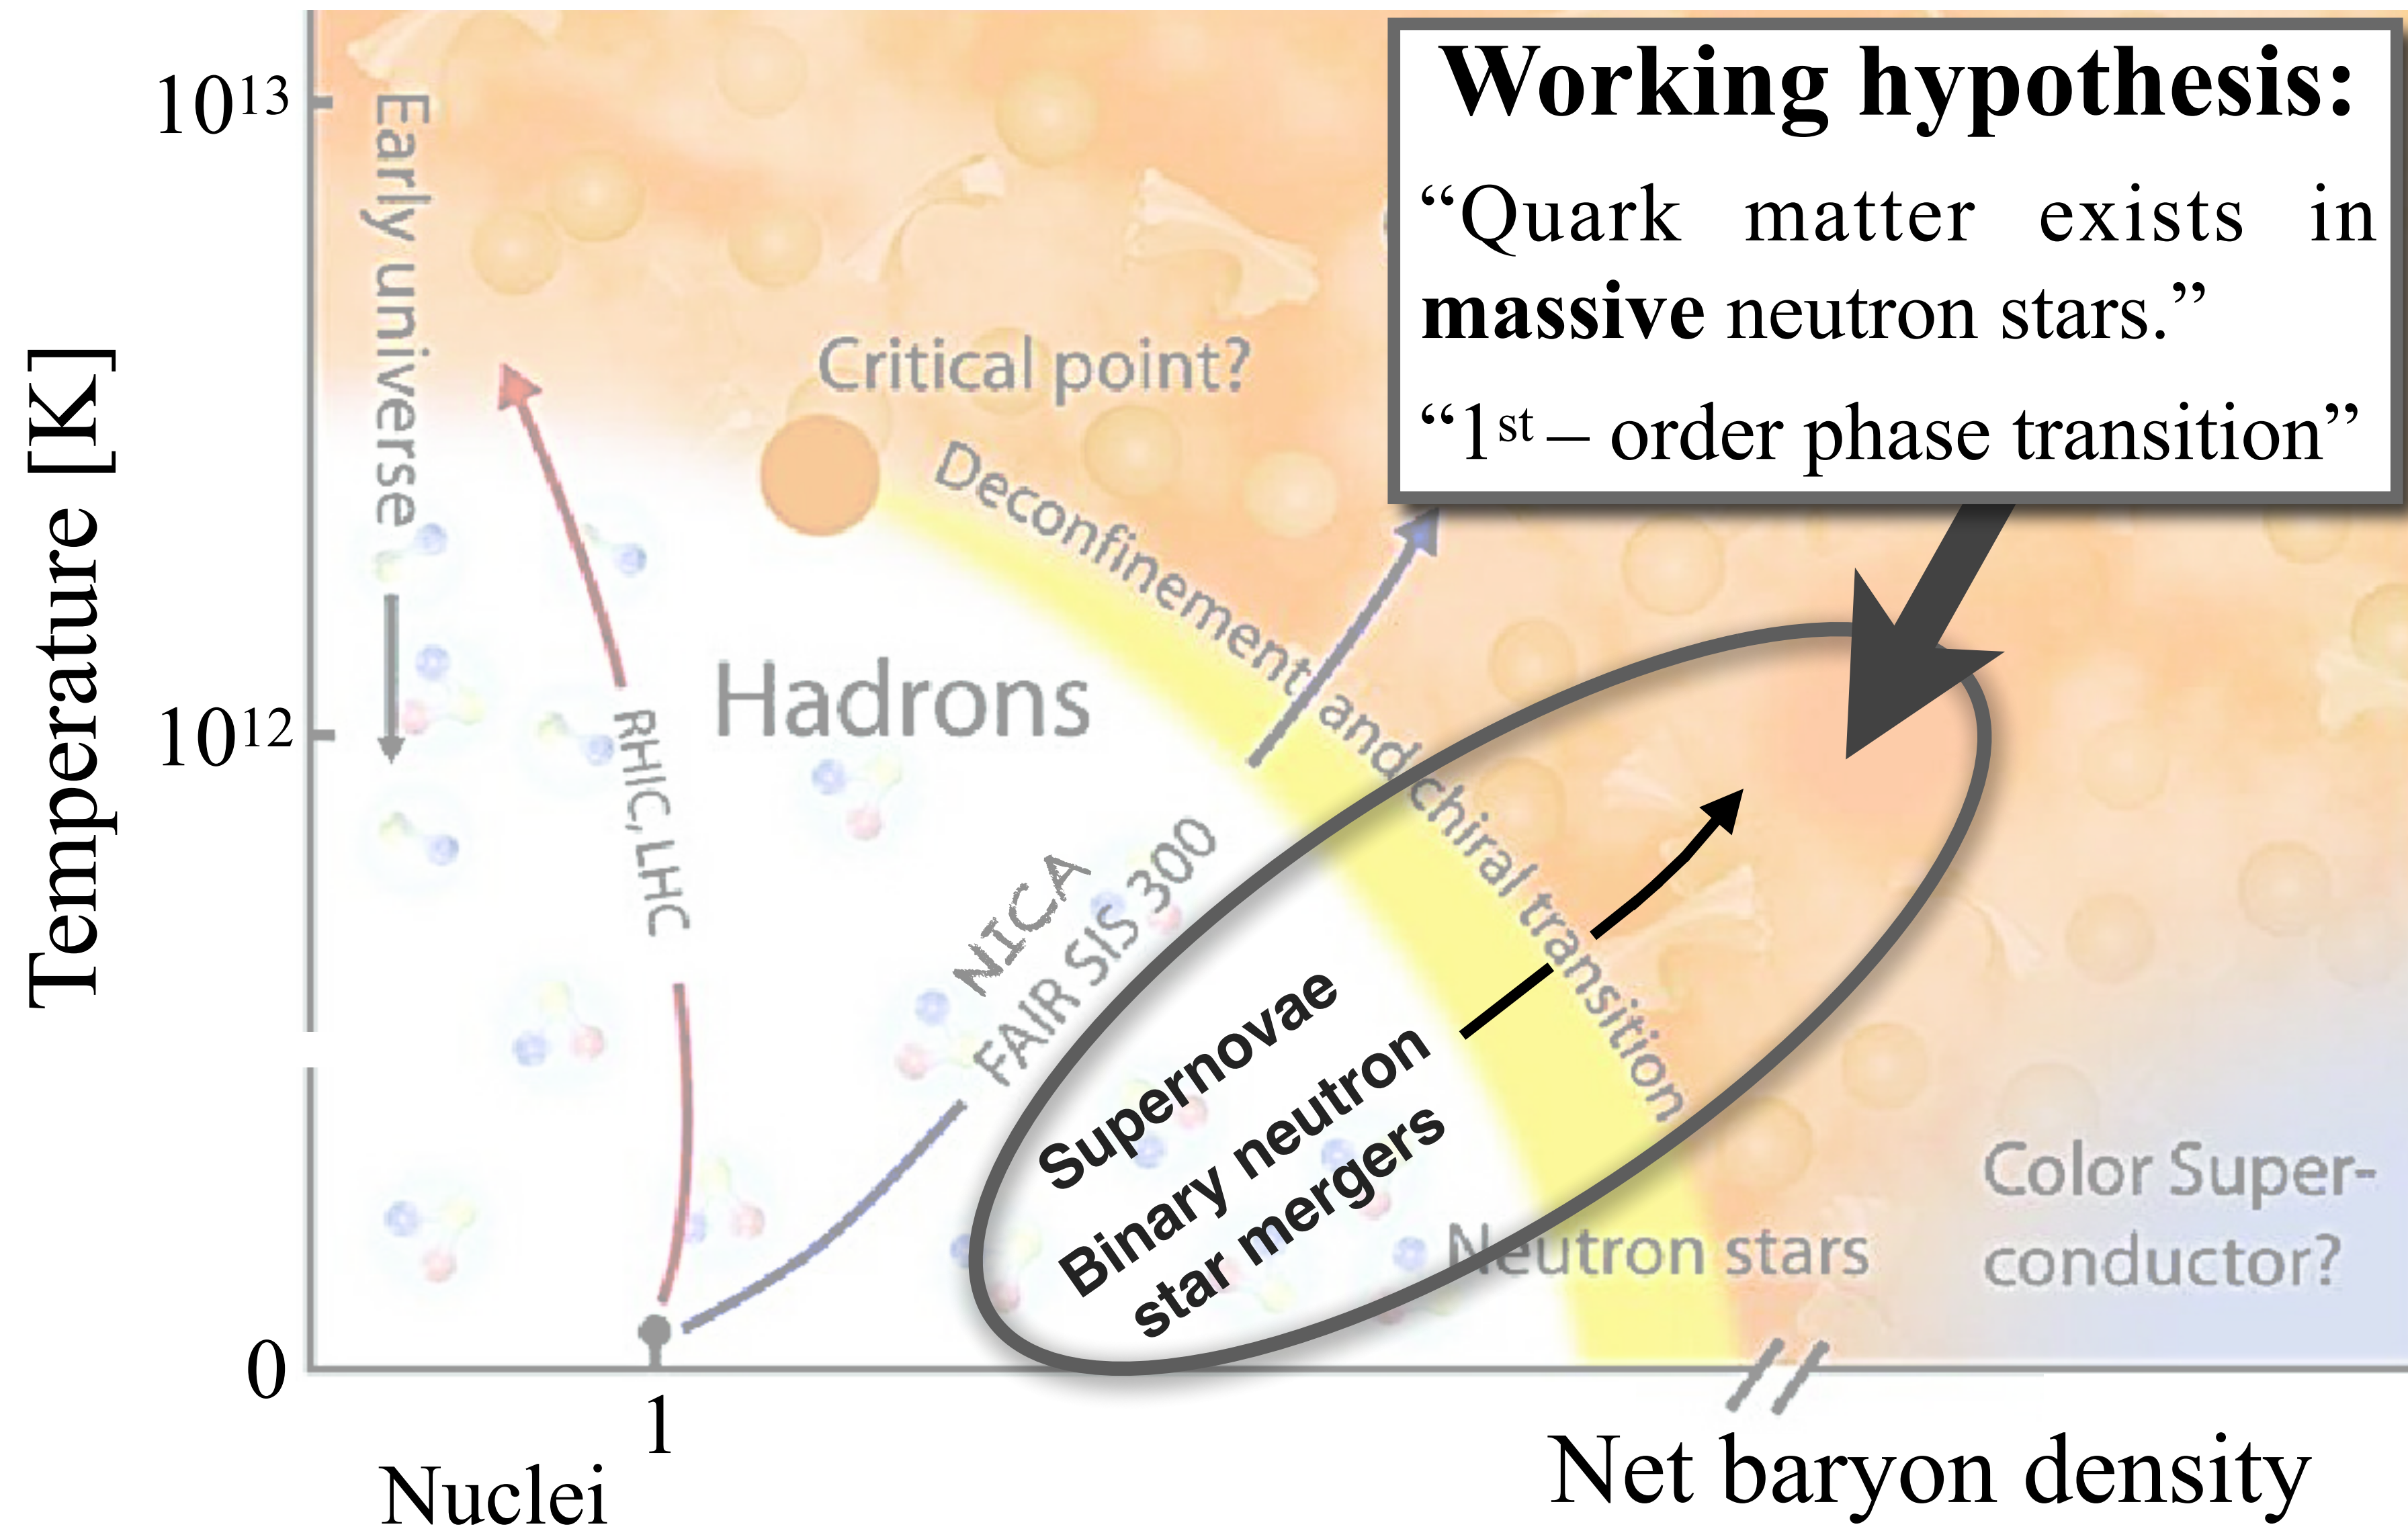 Working hypothesis:
“Quark matter exists in
massive neutron stars.”
“1st – order phase transition”
Temperature [K]
1013
1012
0
Early universe
Critical point?
Deconfinement and chiral transition
Hadrons
RHIC, LHC
NICA
FAIR SIS 300
Supernovae
Binary neutron
star mergers
Neutron stars
Color Super-
conductor?
1
Nuclei
Net baryon density